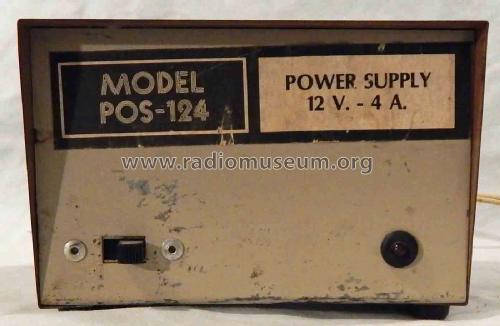 MODEL
POS-124
POWER SUPPLY
12 V. - 4 A.
www.radiomuseum.org